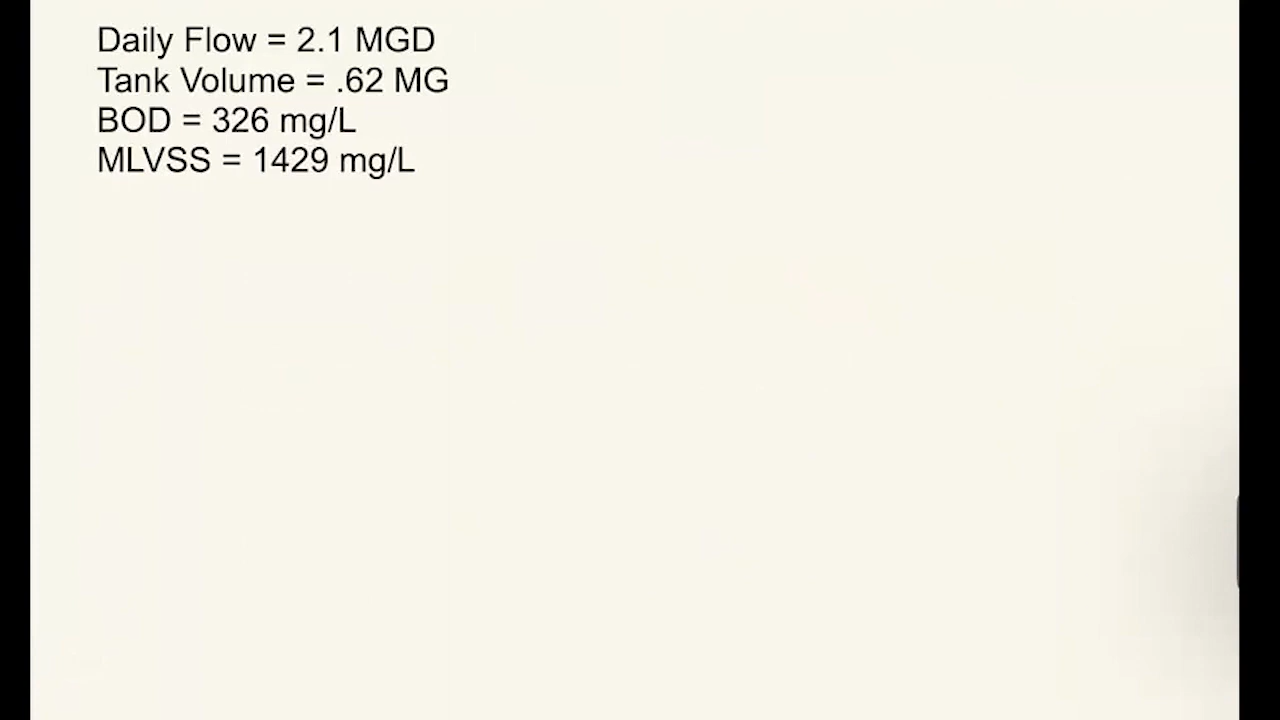 Daily Flow = 2.1 MGD
Tank Volume = .62 MG
BOD = 326 mg/L
MLVSS = 1429 mg/L